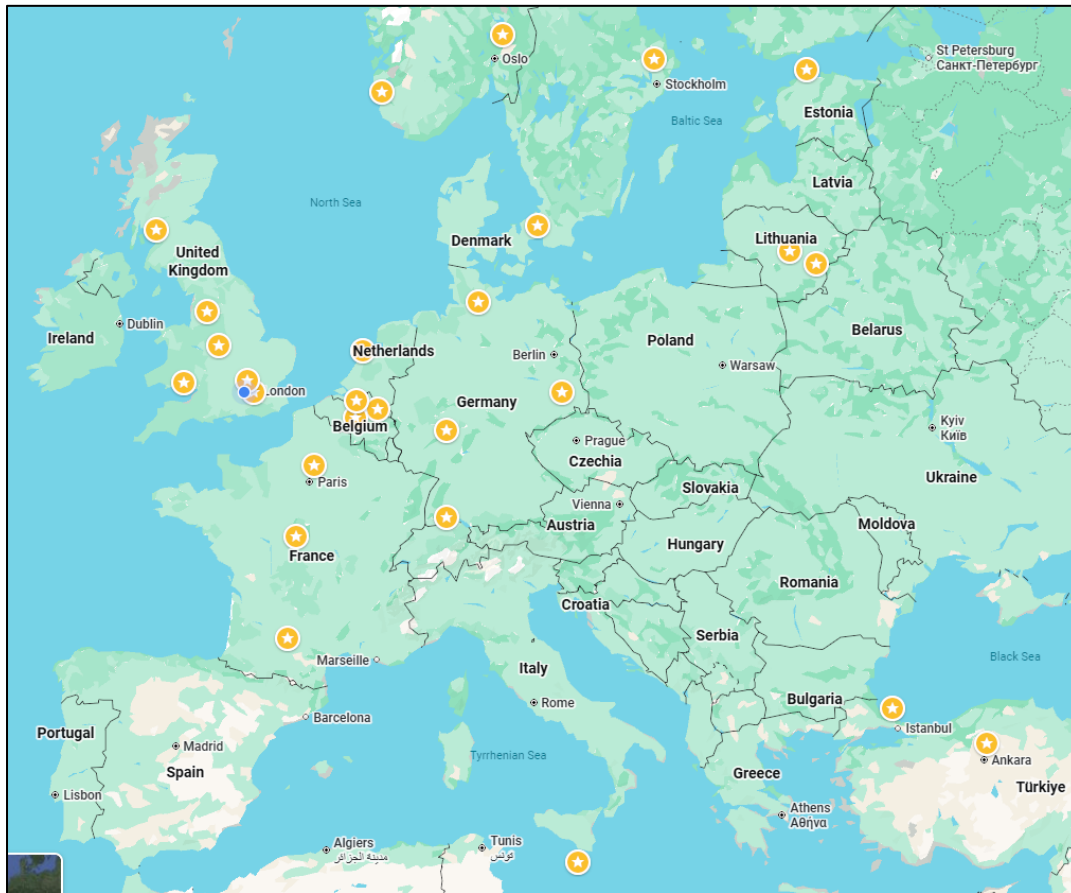 Oslo
St Petersburg
Санкт-Петербург
Stockholm
Estonia
Baltic Sea
Latvia
North Sea
Lithuania
Denmark
United
Kingdom
Dublin
Ireland
Belarus
Netherlands
Berlin
Poland
Warsaw
London
Germany
Belgium
Kyiv
Київ
Prague
Czechia
Ukraine
Paris
Slovakia
Vienna
Austria
Moldova
Hungary
France
Romania
Croatia
Serbia
Marseille
Italy
Black Sea
Barcelona
Rome
Bulgaria
Istanbul
Portugal
Madrid
Tyrrhenian Sea
Ankara
Spain
Greece
Türkiye
Lisbon
Athens
Αθήνα
Algiers
مدينة الجزائر
Tunis
تونس